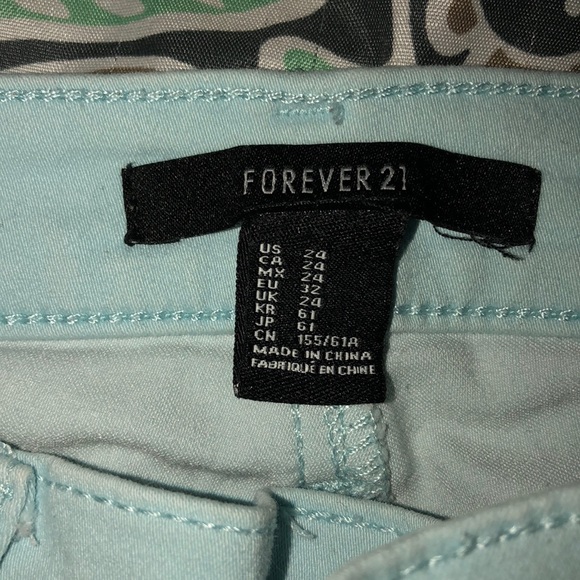 FOREVER 21
US 24
CA 24
MX 24
EU 32
UK 24
KR 61
JP 61
CN 155/61A
MADE IN CHINA
FABRIQUÉ EN CHINE